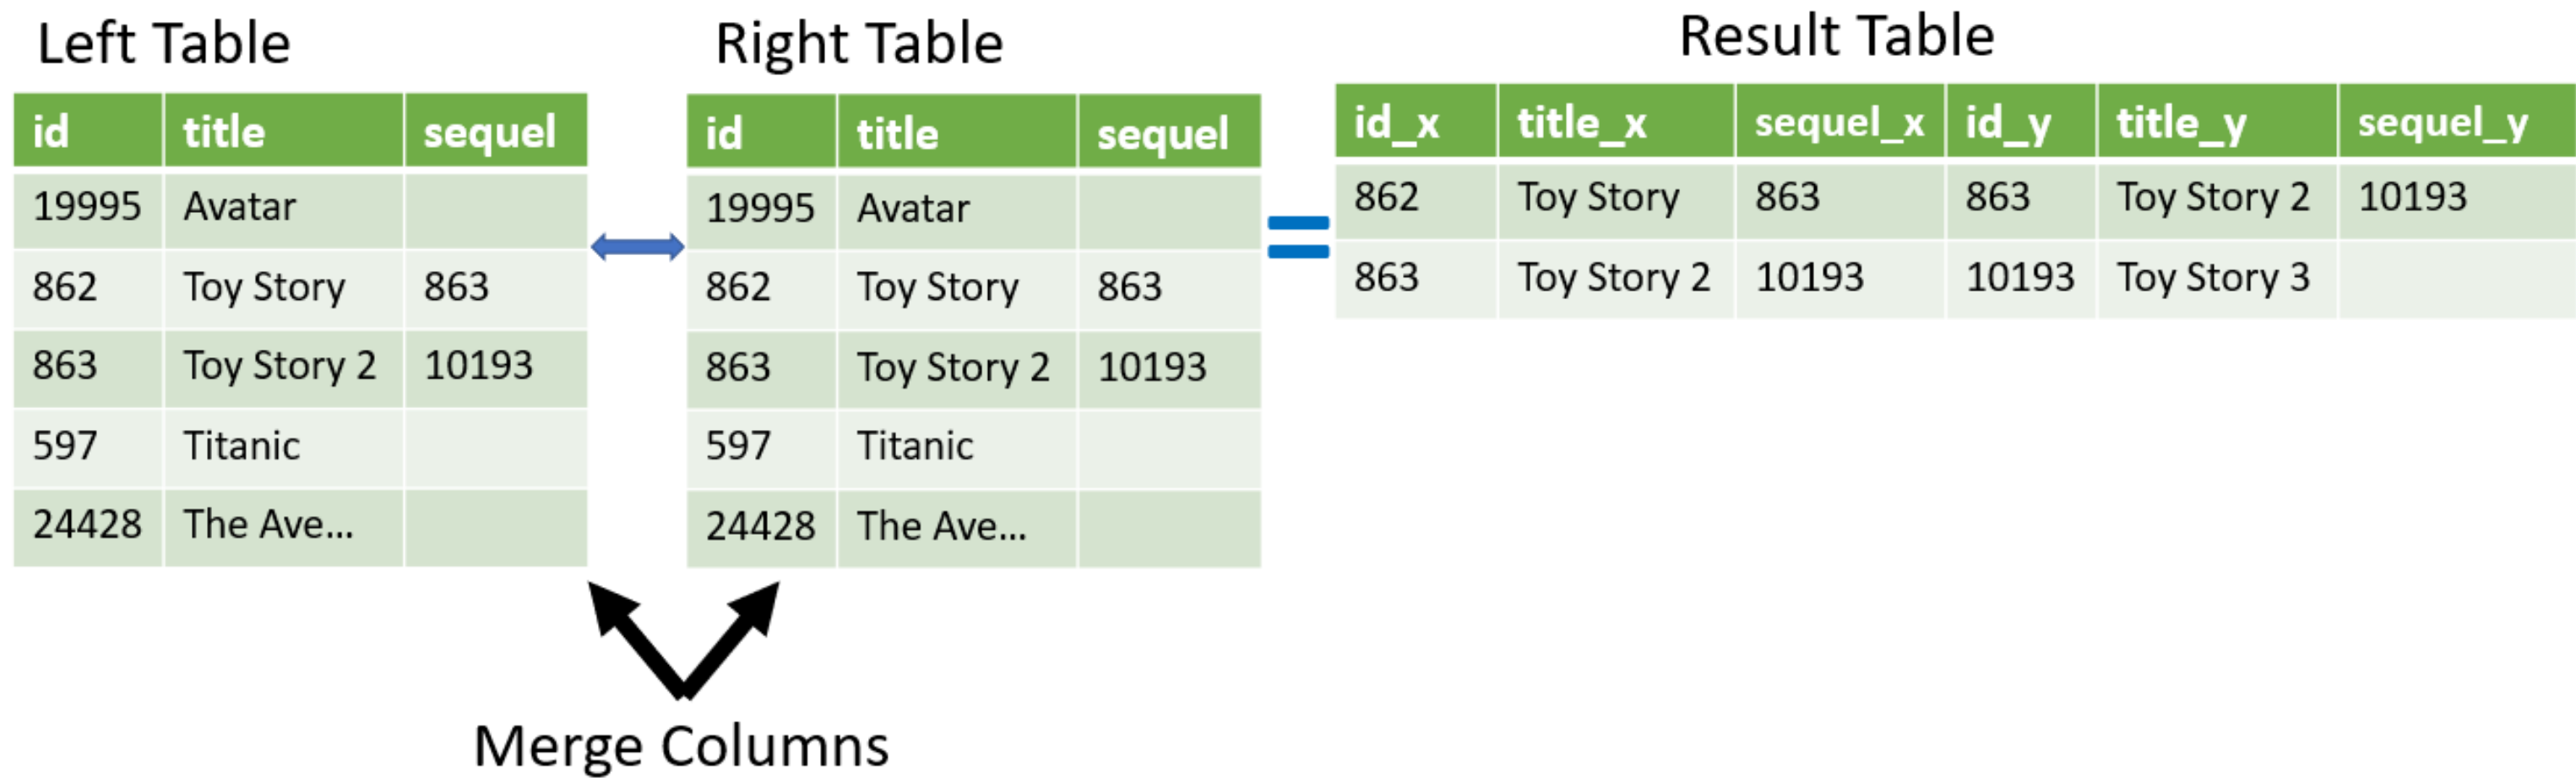 Left Table
id title sequel
19995 Avatar
862 Toy Story 863
863 Toy Story 2 10193
597 Titanic
24428 The Ave...
Right Table
id title sequel
19995 Avatar
862 Toy Story 863
863 Toy Story 2 10193
597 Titanic
24428 The Ave...
=
Result Table
id_x title_x sequel_x id_y title_y sequel_y
862 Toy Story 863 863 Toy Story 2 10193
863 Toy Story 2 10193 10193 Toy Story 3
Merge Columns